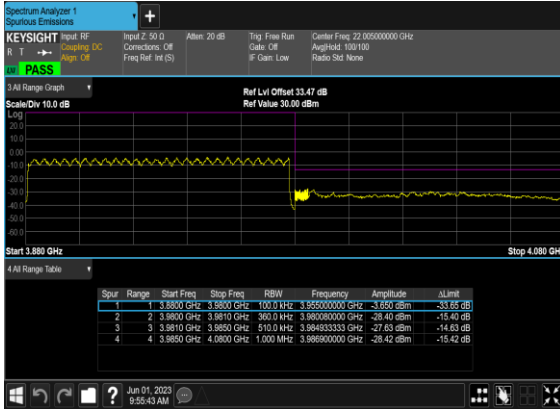 Spectrum Analyzer 1
Spurious Emissions
KEYSIGHT
R T
LNI PASS
Input: RF
Coupling: DC
Align: Off
Input Z: 50 Ω
Corrections: Off
Freq Ref: Int (S)
Atten: 20 dB
Trig: Free Run
Gate: Off
IF Gain: Low
Center Freq: 22.005000000 GHz
Avg|Hold: 100/100
Radio Std: None
3 All Range Graph
Scale/Div 10.0 dB
Ref Lvl Offset 33.47 dB
Ref Value 30.00 dBm
Log
20.0
10.0
0.00
-10.0
-20.0
-30.0
-40.0
-50.0
-60.0
Start 3.880 GHz
Stop 4.080 GH
4 All Range Table
Spur Range Start Freq Stop Freq RBW Frequency Amplitude ΔLimit
1 1 3.8800 GHz 3.9800 GHz 100.0 kHz 3.955000000 GHz -3.650 dBm -33.65 dB
2 2 3.9800 GHz 3.9810 GHz 360.0 kHz 3.980080000 GHz -28.40 dBm -15.40 dB
3 3 3.9810 GHz 3.9850 GHz 510.0 kHz 3.984933333 GHz -27.63 dBm -14.63 dB
4 4 3.9850 GHz 4.0800 GHz 1.000 MHz 3.986900000 GHz -28.42 dBm -15.42 dB
Jun 01, 2023
9:55:43 AM